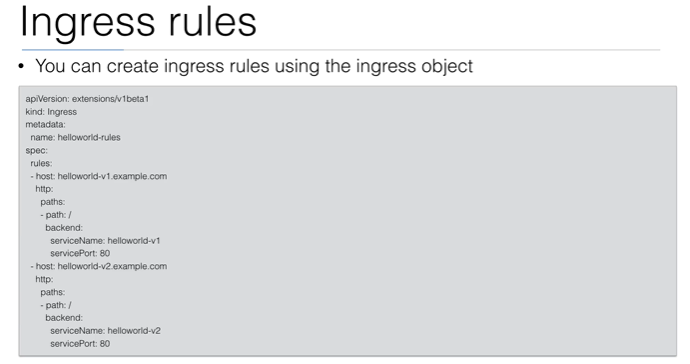 Ingress rules
• You can create ingress rules using the ingress object
apiVersion: extensions/v1beta1
kind: Ingress
metadata:
  name: helloworld-rules
spec:
  rules:
  - host: helloworld-v1.example.com
    http:
      paths:
      - path: /
        backend:
          serviceName: helloworld-v1
          servicePort: 80
  - host: helloworld-v2.example.com
    http:
      paths:
      - path: /
        backend:
          serviceName: helloworld-v2
          servicePort: 80